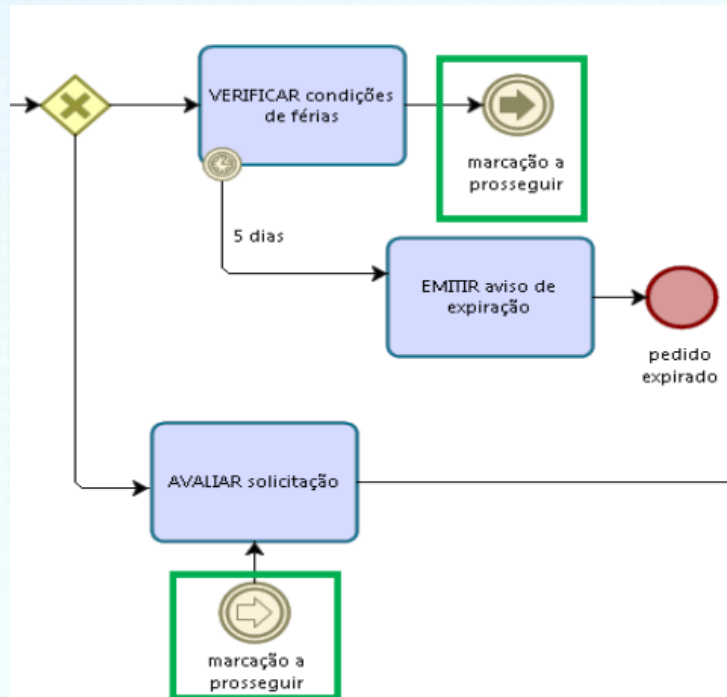 VERIFICAR condições
de férias
marcação a
prosseguir
5 dias
EMITIR aviso de
expiração
pedido
expirado
AVALIAR solicitação
marcação a
prosseguir